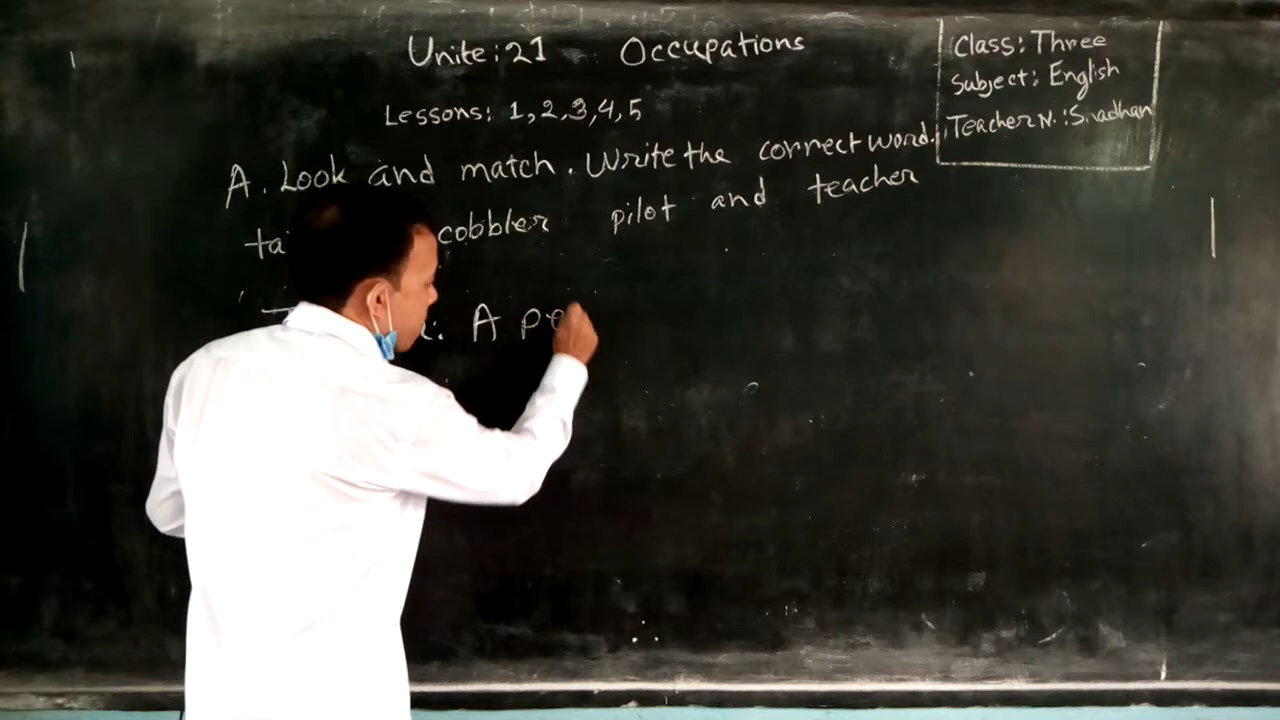 Unite: 21 Occupations
Lessons: 1, 2, 3, 4, 5
Class: Three
Subject: English
Teacher N.:
A. Look and match. Write the correct word.
cobbler pilot and teacher
A pe